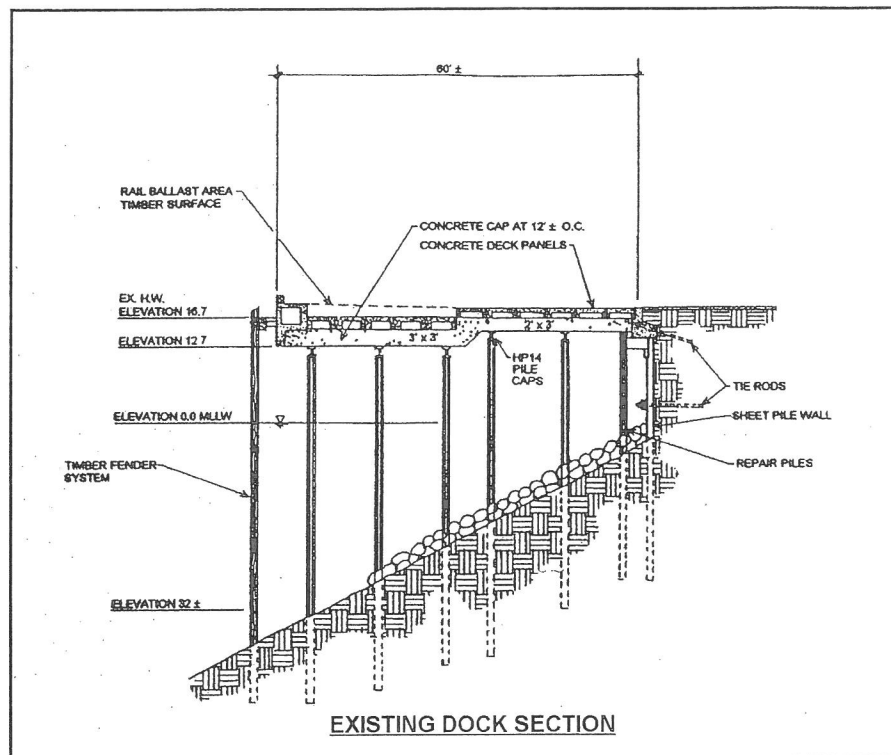 60' ±
RAIL BALLAST AREA
TIMBER SURFACE
CONCRETE CAP AT 12' ± O.C.
CONCRETE DECK PANELS
EX. H.W.
ELEVATION 16.7
ELEVATION 12 7
3' x 3'
2' x 3'
HP14
PILE
CAPS
TIE RODS
ELEVATION 0.0 MLLW
SHEET PILE WALL
REPAIR PILES
TIMBER FENDER
SYSTEM
ELEVATION 32 ±
EXISTING DOCK SECTION